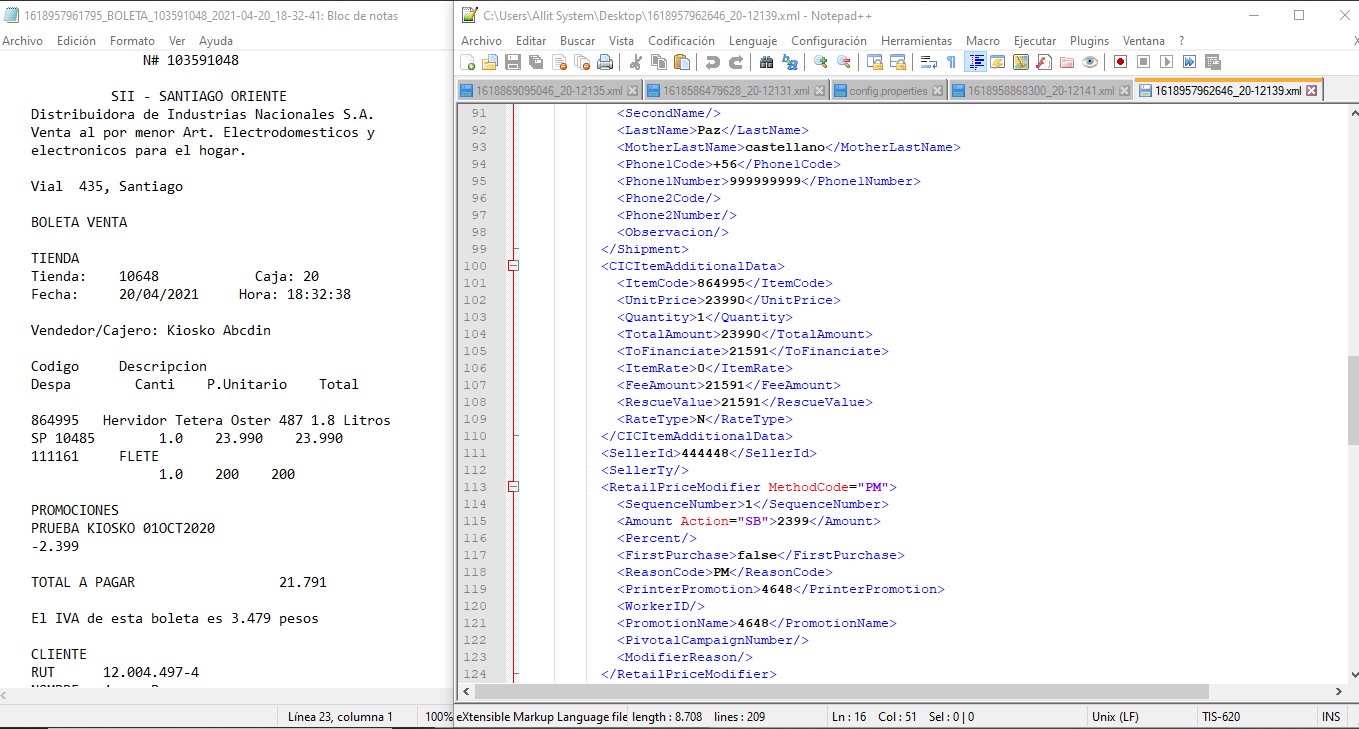 1618957961795_BOLETA_103591048_2021-04-20_18-32-41: Bloc de notas
Archivo Edición Formato Ver Ayuda
N# 103591048
SII - SANTIAGO ORIENTE
Distribuidora de Industrias Nacionales S.A.
Venta al por menor Art. Electrodomesticos y
electronicos para el hogar.
Vial 435, Santiago
BOLETA VENTA
TIENDA
Tienda: 10648 Caja: 20
Fecha: 20/04/2021 Hora: 18:32:38
Vendedor/Cajero: Kiosko Abcdin
Codigo Descripcion
Despa Canti P.Unitario Total
864995 Hervidor Tetera Oster 487 1.8 Litros
SP 10485 1.0 23.990 23.990
111161 FLETE
1.0 200 200
PROMOCIONES
PRUEBA KIOSKO 01OCT2020
-2.399
TOTAL A PAGAR 21.791
El IVA de esta boleta es 3.479 pesos
CLIENTE
RUT 12.004.497-4
Línea 23, columna 1 100%
C:\Users\Allit System\Desktop\1618957962646_20-12139.xml - Notepad++
Archivo Editar Buscar Vista Codificación Lenguaje Configuración Herramientas Macro Ejecutar Plugins Ventana ? X
1618869095046_20-12135.xml 1618586479628_20-12131.xml config.properties 1618958868300_20-12141.xml 1618957962646_20-12139.xml
91 <SecondName/>
92 <LastName>Paz</LastName>
93 <MotherLastName>castellano</MotherLastName>
94 <Phone1Code>+56</Phone1Code>
95 <Phone1Number>999999999</Phone1Number>
96 <Phone2Code/>
97 <Phone2Number/>
98 <Observacion/>
99 </Shipment>
100 <CICItemAdditionalData>
101 <ItemCode>864995</ItemCode>
102 <UnitPrice>23990</UnitPrice>
103 <Quantity>1</Quantity>
104 <TotalAmount>23990</TotalAmount>
105 <ToFinanciate>21591</ToFinanciate>
106 <ItemRate>0</ItemRate>
107 <FeeAmount>21591</FeeAmount>
108 <RescueValue>21591</RescueValue>
109 <RateType>N</RateType>
110 </CICItemAdditionalData>
111 <SellerId>444448</SellerId>
112 <SellerTy/>
113 <RetailPriceModifier MethodCode="PM">
114 <SequenceNumber>1</SequenceNumber>
115 <Amount Action="SB">2399</Amount>
116 <Percent/>
117 <FirstPurchase>false</FirstPurchase>
118 <ReasonCode>PM</ReasonCode>
119 <PrinterPromotion>4648</PrinterPromotion>
120 <WorkerID/>
121 <PromotionName>4648</PromotionName>
122 <PivotalCampaignNumber/>
123 <ModifierReason/>
124 </RetailPriceModifier>
eXtensible Markup Language file length : 8.708 lines : 209 Ln : 16 Col : 51 Sel : 0 | 0 Unix (LF) TIS-620 INS